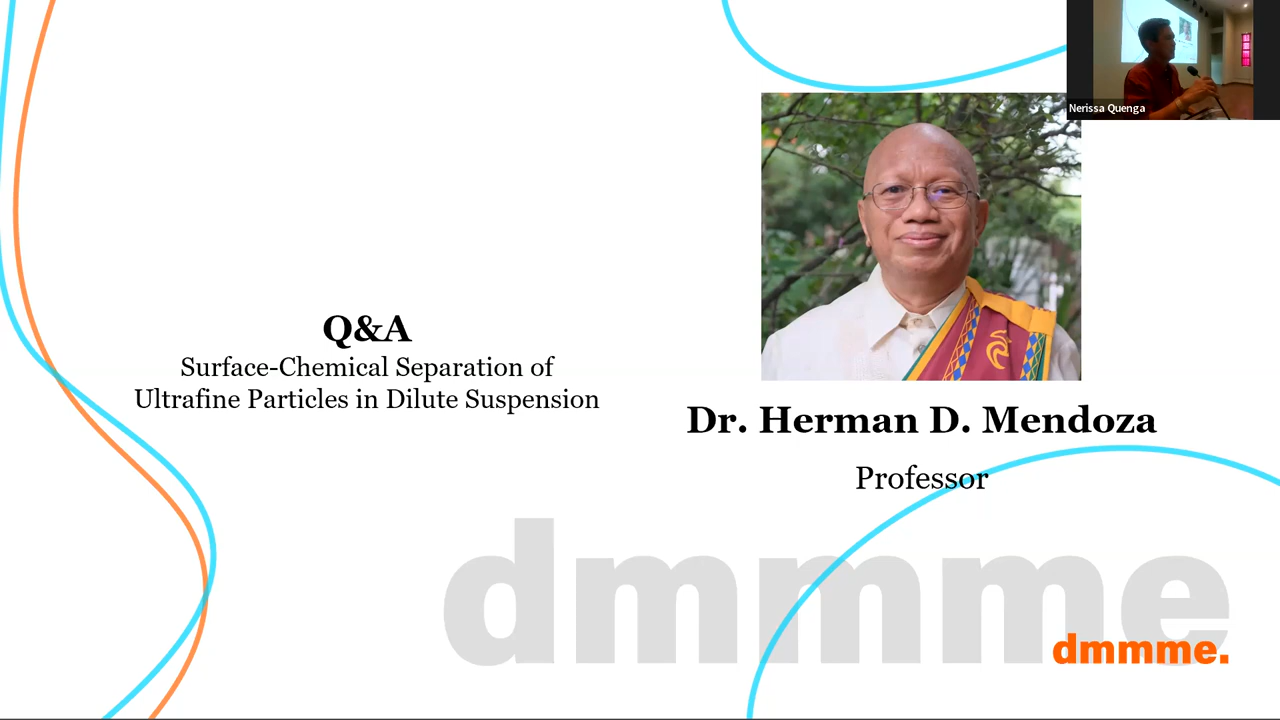 Nerissa Quenga
Q&A
Surface-Chemical Separation of
Ultrafine Particles in Dilute Suspension
Dr. Herman D. Mendoza
Professor
dmmme
dmmme.